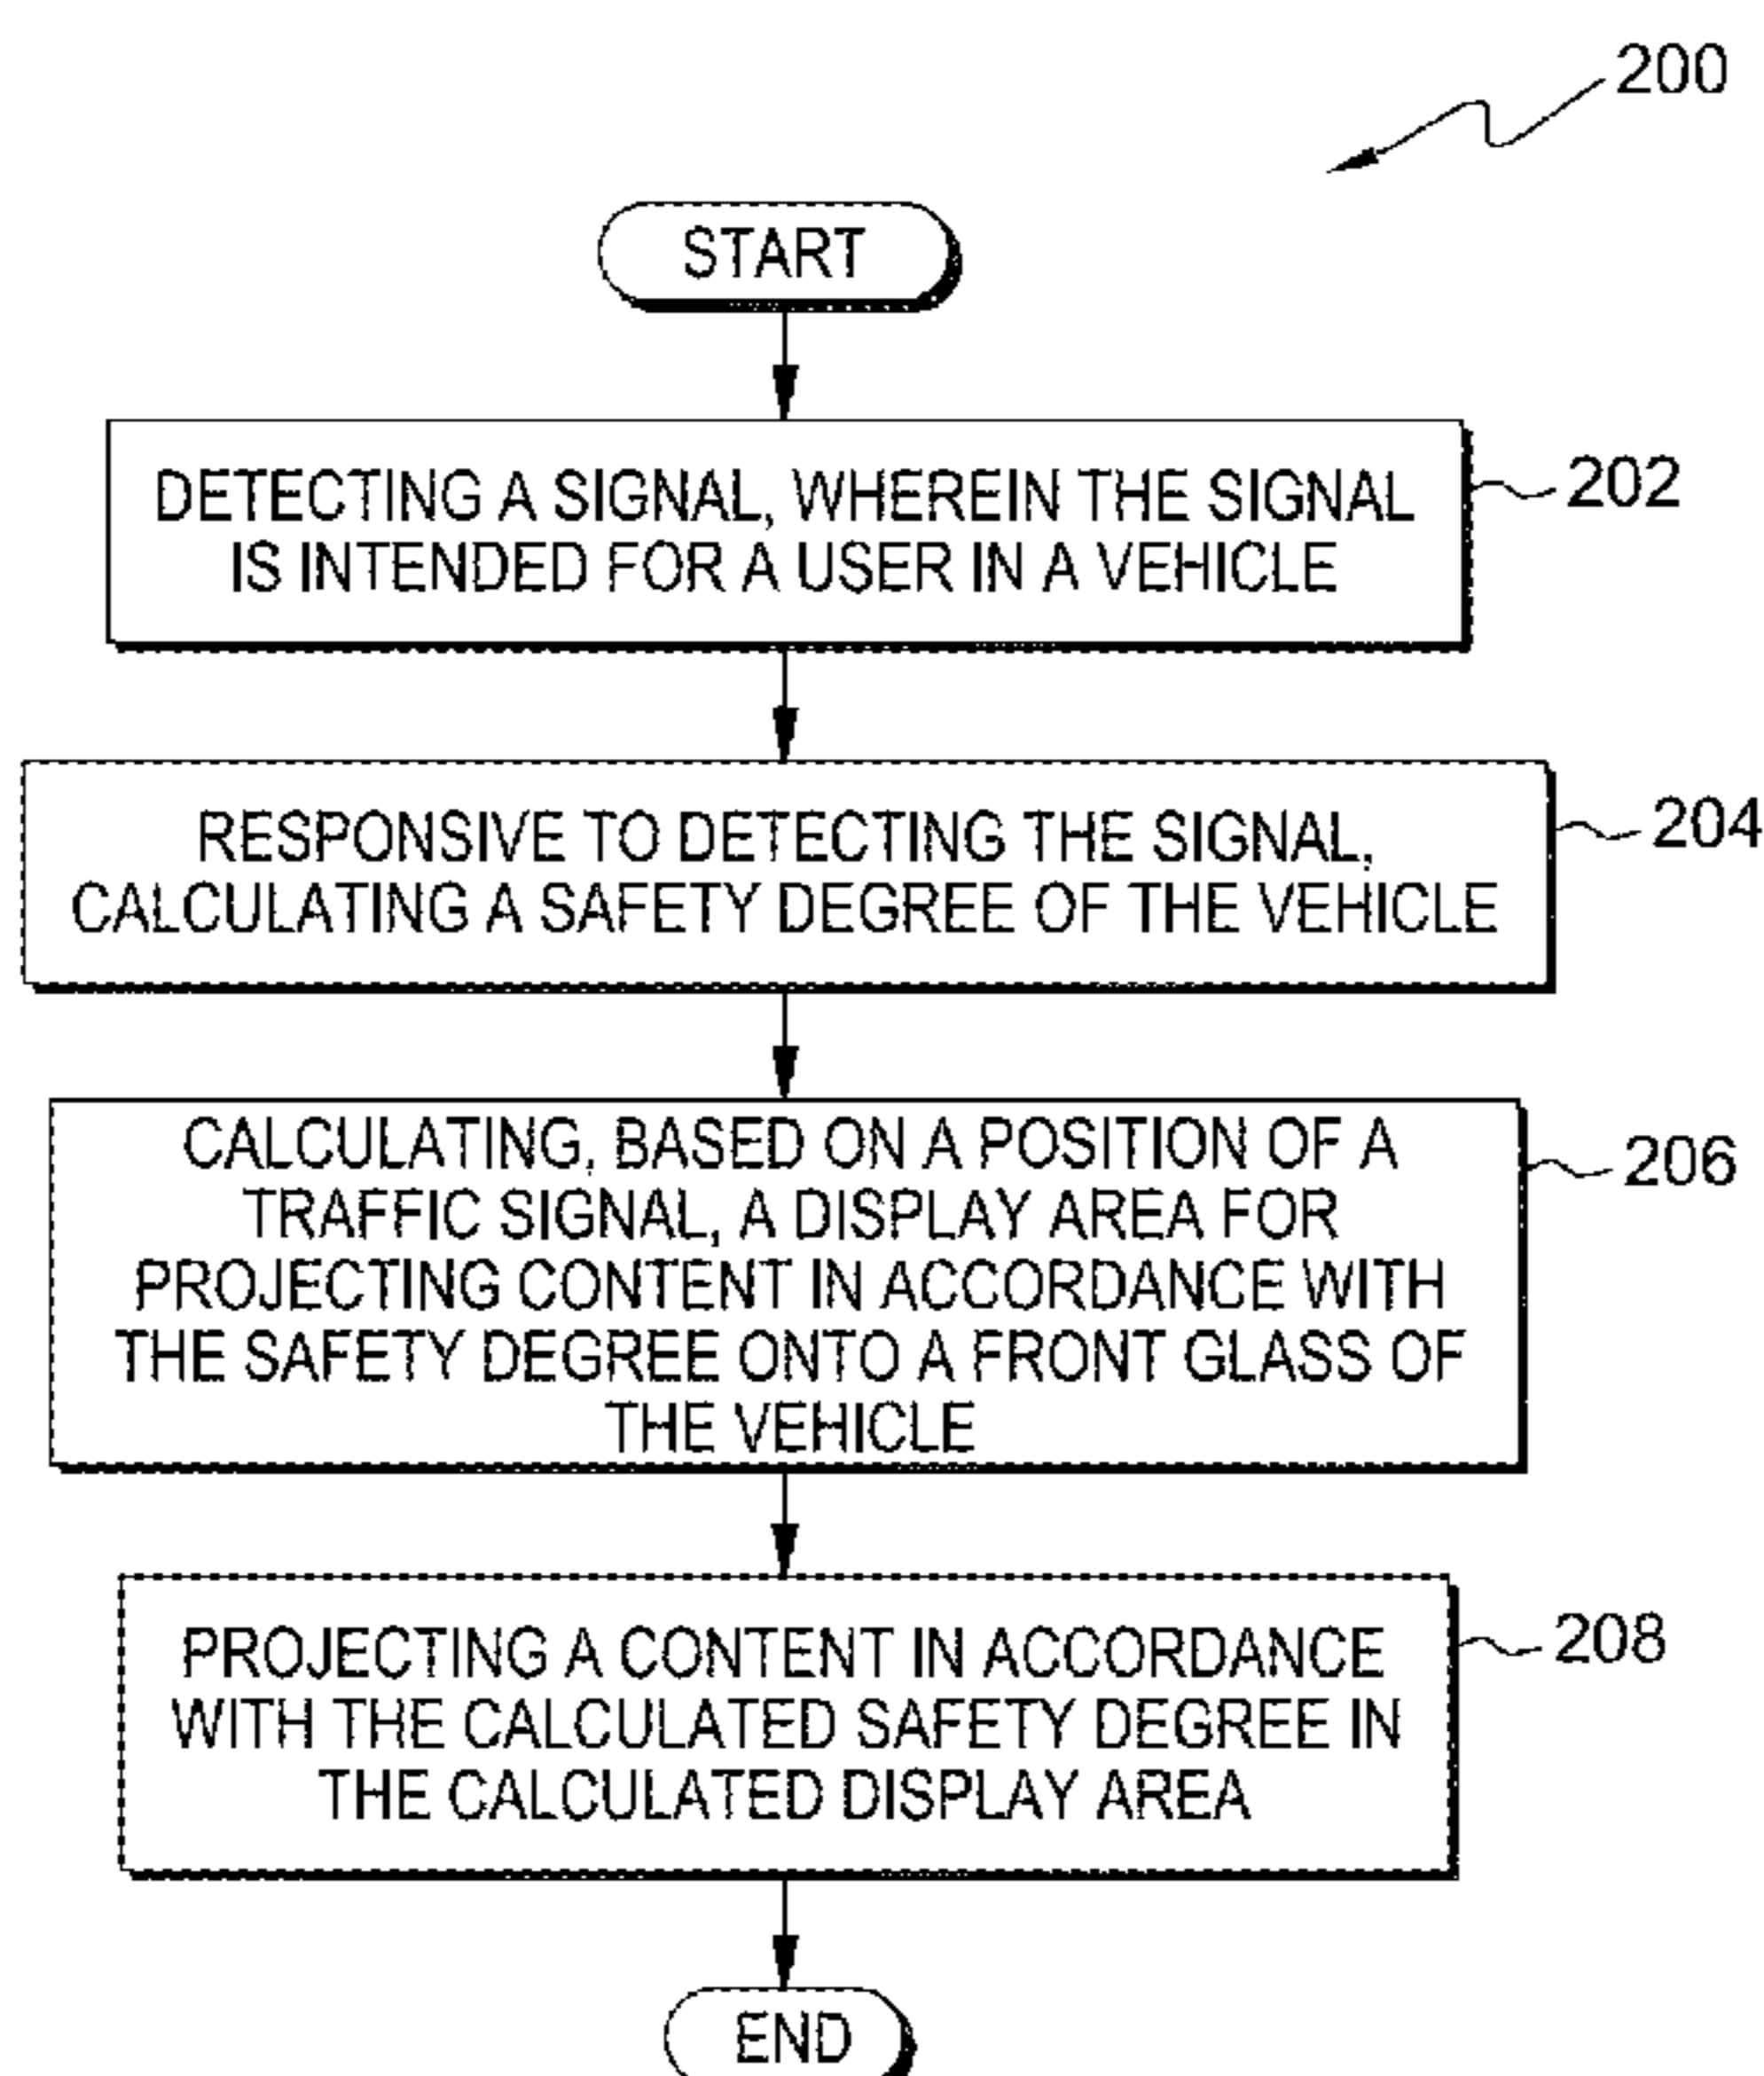 200
START
DETECTING A SIGNAL, WHEREIN THE SIGNAL
IS INTENDED FOR A USER IN A VEHICLE
202
RESPONSIVE TO DETECTING THE SIGNAL,
CALCULATING A SAFETY DEGREE OF THE VEHICLE
204
CALCULATING, BASED ON A POSITION OF A
TRAFFIC SIGNAL, A DISPLAY AREA FOR
PROJECTING CONTENT IN ACCORDANCE WITH
THE SAFETY DEGREE ONTO A FRONT GLASS OF
THE VEHICLE
206
PROJECTING A CONTENT IN ACCORDANCE
WITH THE CALCULATED SAFETY DEGREE IN
THE CALCULATED DISPLAY AREA
208
END